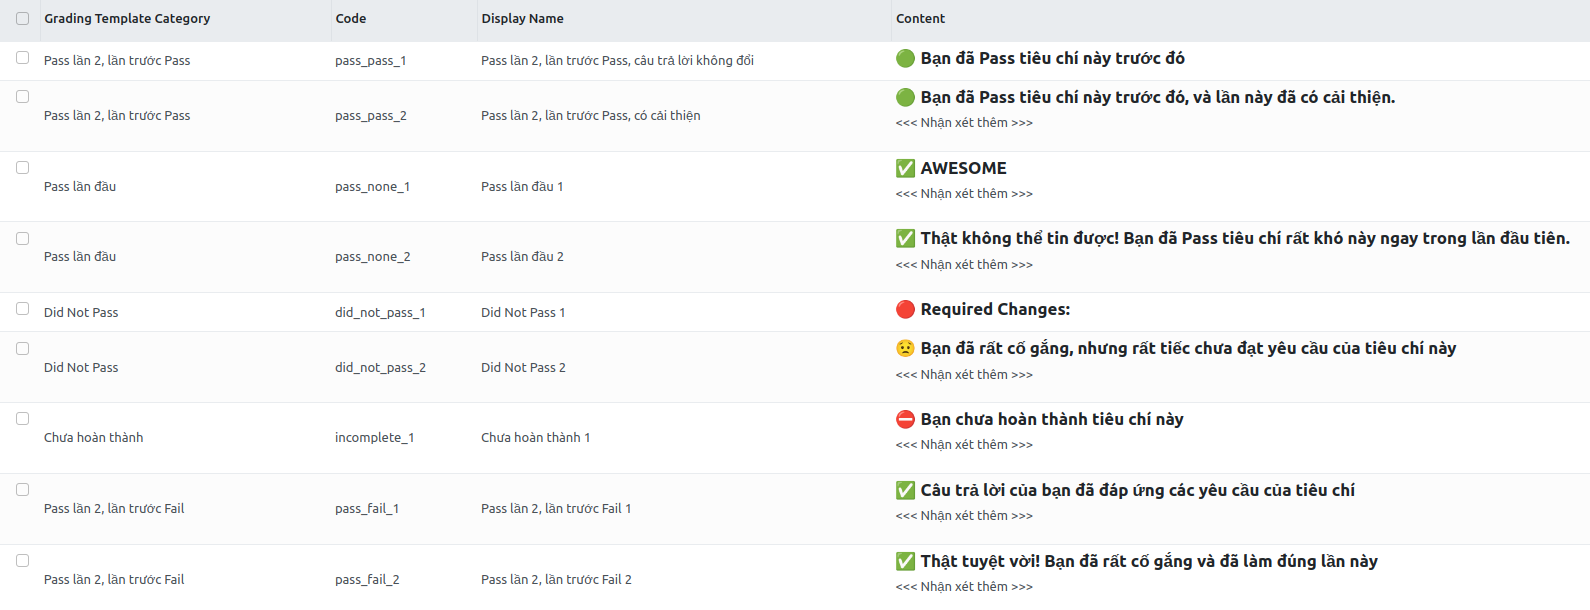 Grading Template Category Code Display Name Content
Pass lần 2, lần trước Pass pass_pass_1 Pass lần 2, lần trước Pass, câu trả lời không đổi 🟢 Bạn đã Pass tiêu chí này trước đó
Pass lần 2, lần trước Pass pass_pass_2 Pass lần 2, lần trước Pass, có cải thiện 🟢 Bạn đã Pass tiêu chí này trước đó, và lần này đã có cải thiện.
<<< Nhận xét thêm >>>
Pass lần đầu pass_none_1 Pass lần đầu 1 ✅ AWESOME
<<< Nhận xét thêm >>>
Pass lần đầu pass_none_2 Pass lần đầu 2 ✅ Thật không thể tin được! Bạn đã Pass tiêu chí rất khó này ngay trong lần đầu tiên.
<<< Nhận xét thêm >>>
Did Not Pass did_not_pass_1 Did Not Pass 1 🔴 Required Changes:
Did Not Pass did_not_pass_2 Did Not Pass 2 😟 Bạn đã rất cố gắng, nhưng rất tiếc chưa đạt yêu cầu của tiêu chí này
<<< Nhận xét thêm >>>
Chưa hoàn thành incomplete_1 Chưa hoàn thành 1 ⛔ Bạn chưa hoàn thành tiêu chí này
<<< Nhận xét thêm >>>
Pass lần 2, lần trước Fail pass_fail_1 Pass lần 2, lần trước Fail 1 ✅ Câu trả lời của bạn đã đáp ứng các yêu cầu của tiêu chí
<<< Nhận xét thêm >>>
Pass lần 2, lần trước Fail pass_fail_2 Pass lần 2, lần trước Fail 2 ✅ Thật tuyệt vời! Bạn đã rất cố gắng và đã làm đúng lần này
<<< Nhận xét thêm >>>